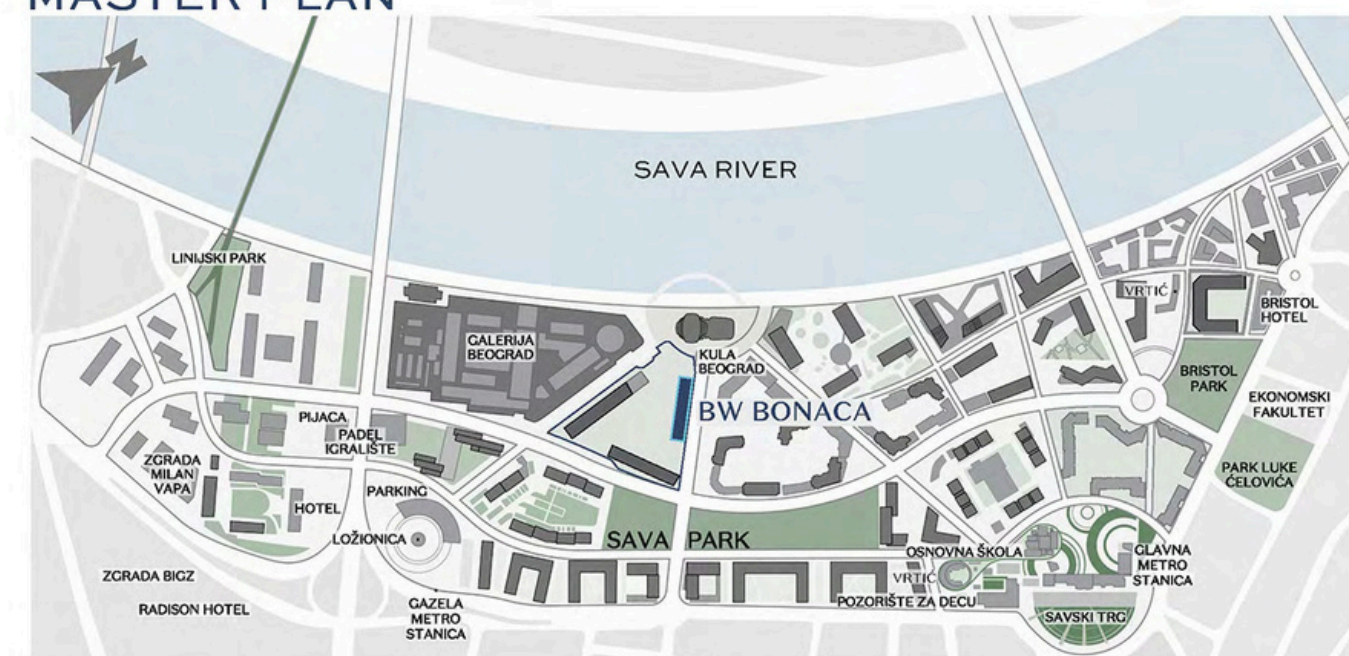 MASTER PLAN
N
SAVA RIVER
LINIJSKI PARK
GALERIJA
BEOGRAD
KULA
BEOGRAD
BW BONACA
VRTIĆ
BRISTOL
HOTEL
BRISTOL
PARK
EKONOMSKI
FAKULTET
PARK LUKE
ĆELOVIĆA
PIJACA
PADEL
IGRALIŠTE
ZGRADA
MILAN
VAPA
HOTEL
PARKING
LOŽIONICA
SAVA PARK
OSNOVNA ŠKOLA
VRTIĆ
POZORIŠTE ZA DECU
GLAVNA
METRO
STANICA
SAVSKI TRG
ZGRADA BIGZ
RADISON HOTEL
GAZELA
METRO
STANICA